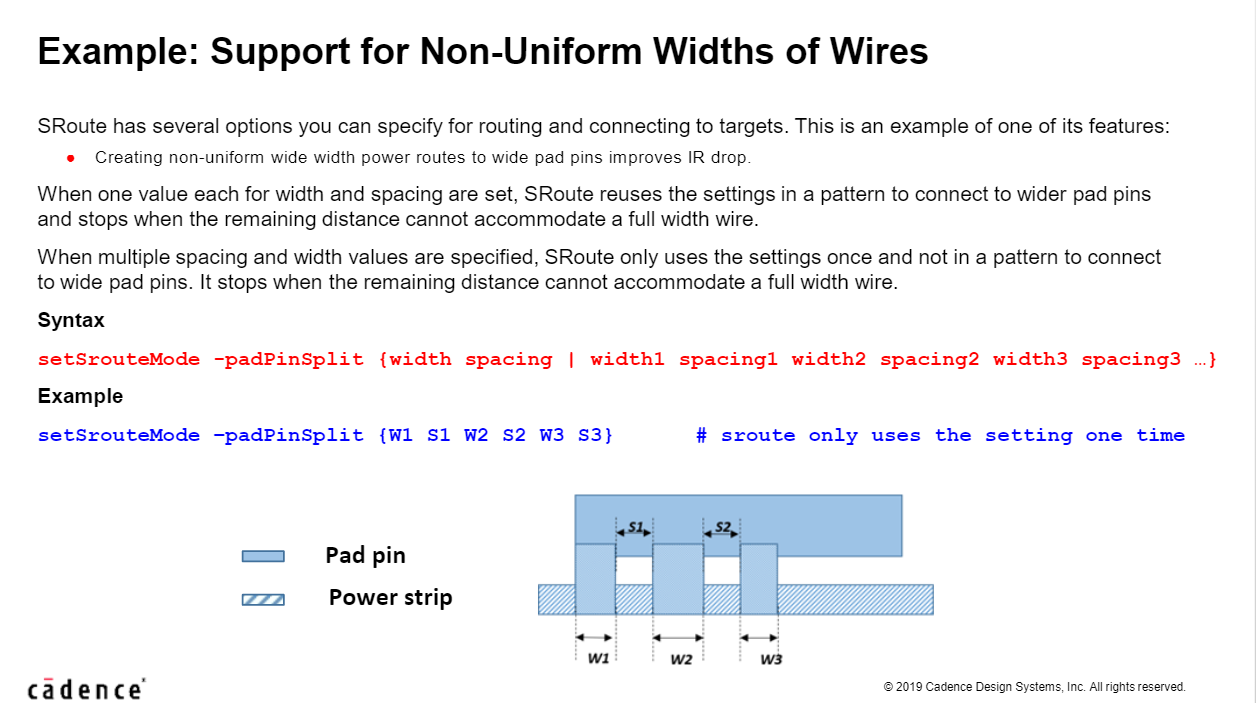 Example: Support for Non-Uniform Widths of Wires
SRoute has several options you can specify for routing and connecting to targets. This is an example of one of its features:
● Creating non-uniform wide width power routes to wide pad pins improves IR drop.
When one value each for width and spacing are set, SRoute reuses the settings in a pattern to connect to wider pad pins
and stops when the remaining distance cannot accommodate a full width wire.
When multiple spacing and width values are specified, SRoute only uses the settings once and not in a pattern to connect
to wide pad pins. It stops when the remaining distance cannot accommodate a full width wire.
Syntax
setSrouteMode -padPinSplit {width spacing | width1 spacing1 width2 spacing2 width3 spacing3 …}
Example
setSrouteMode –padPinSplit {W1 S1 W2 S2 W3 S3} # sroute only uses the setting one time
S1 S2
Pad pin
Power strip
W1 W2 W3
cādence
© 2019 Cadence Design Systems, Inc. All rights reserved.